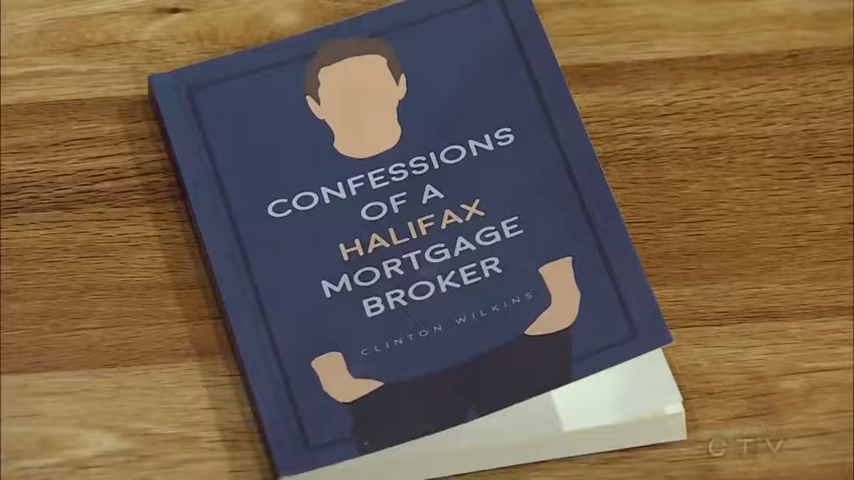 CONFESSIONS
OF A
HALIFAX
MORTGAGE
BROKER
CLINTON WILKINS
CTV